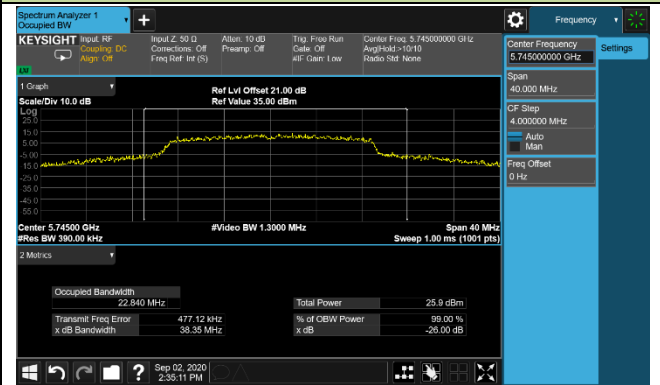 Spectrum Analyzer 1
Occupied BW
+
Frequency
KEYSIGHT
Input: RF
Coupling: DC
Align: Off
Input Z: 50 Ω
Corrections: Off
Freq Ref: Int (S)
Atten: 10 dB
Preamp: Off
Trig: Free Run
Gate: Off
#IF Gain: Low
Center Freq: 5.745000000 GHz
Avg|Hold:>10/10
Radio Std: None
LXI
Center Frequency
5.745000000 GHz
Settings
Span
40.000 MHz
CF Step
4.000000 MHz
Auto
Man
Freq Offset
0 Hz
1 Graph
Scale/Div 10.0 dB
Ref Lvl Offset 21.00 dB
Ref Value 35.00 dBm
Log
25.0
15.0
5.00
-5.00
-15.0
-25.0
-35.0
-45.0
-55.0
Center 5.74500 GHz
#Res BW 390.00 kHz
#Video BW 1.3000 MHz
Span 40 MHz
Sweep 1.00 ms (1001 pts)
2 Metrics
Occupied Bandwidth
22.840 MHz
Transmit Freq Error 477.12 kHz
x dB Bandwidth 38.35 MHz
Total Power 25.9 dBm
% of OBW Power 99.00 %
x dB -26.00 dB
?
Sep 02, 2020
2:35:11 PM